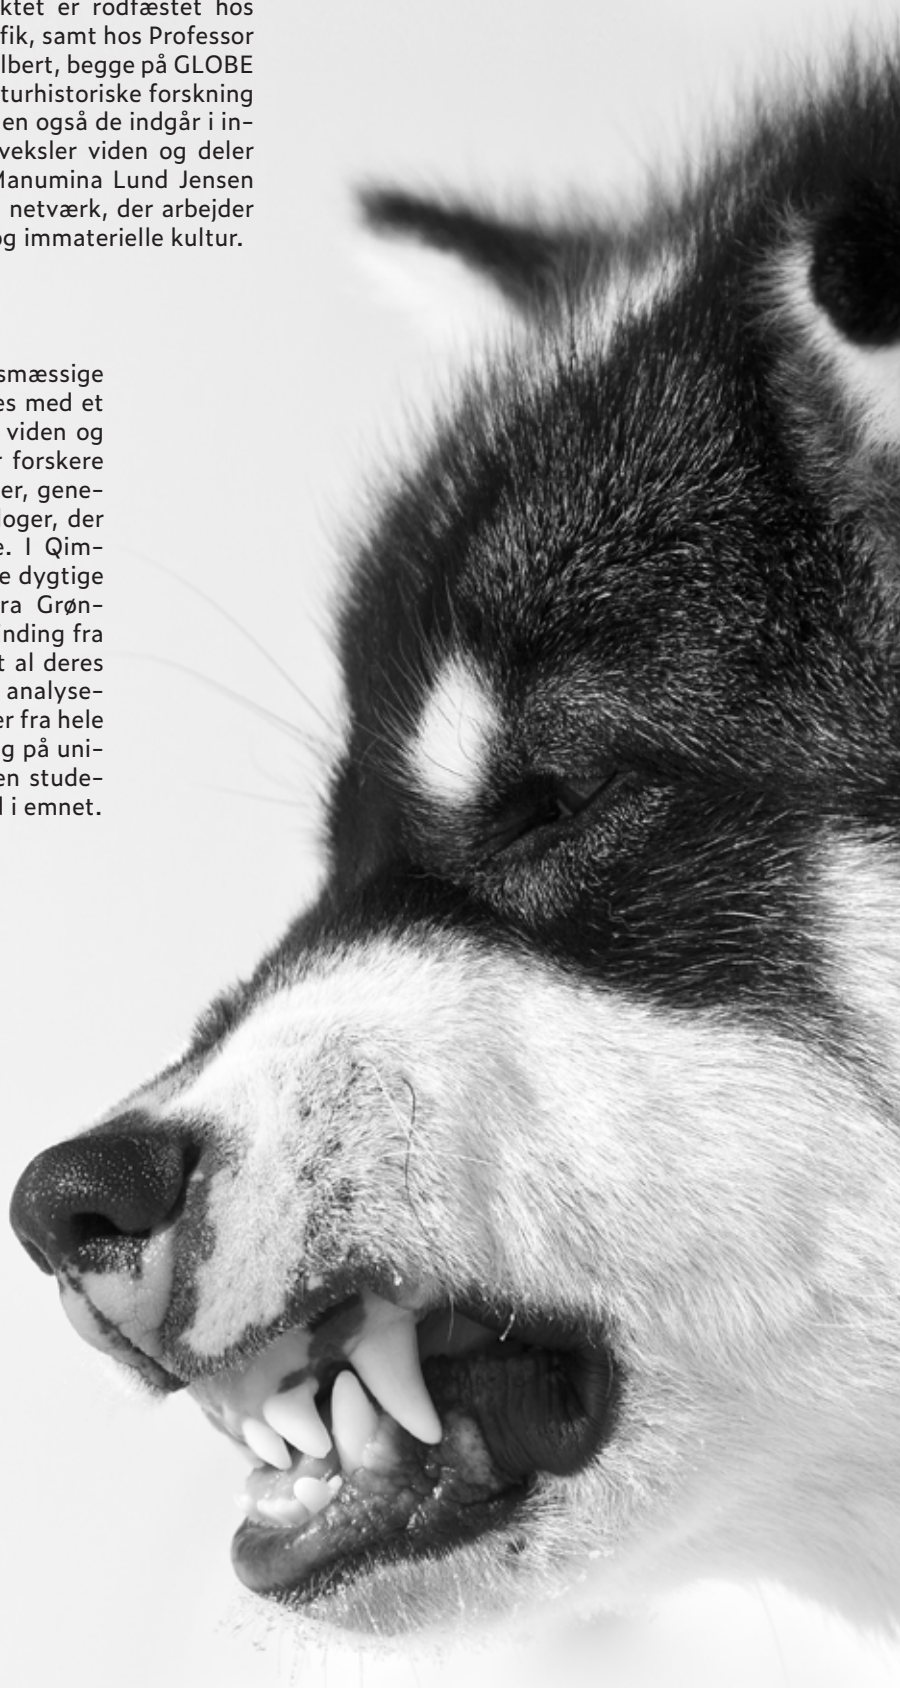 ktet er rodfæstet hos
fik, samt hos Professor
lbert, begge på GLOBE
turhistoriske forskning
en også de indgår i in-
veksler viden og deler
Manumina Lund Jensen
netværk, der arbejder
og immaterielle kultur.
smæssige
es med et
viden og
r forskere
er, gene-
loger, der
e. I Qim-
e dygtige
ra Grøn-
inding fra
t al deres
analyse-
er fra hele
g på uni-
en stude-
d i emnet.